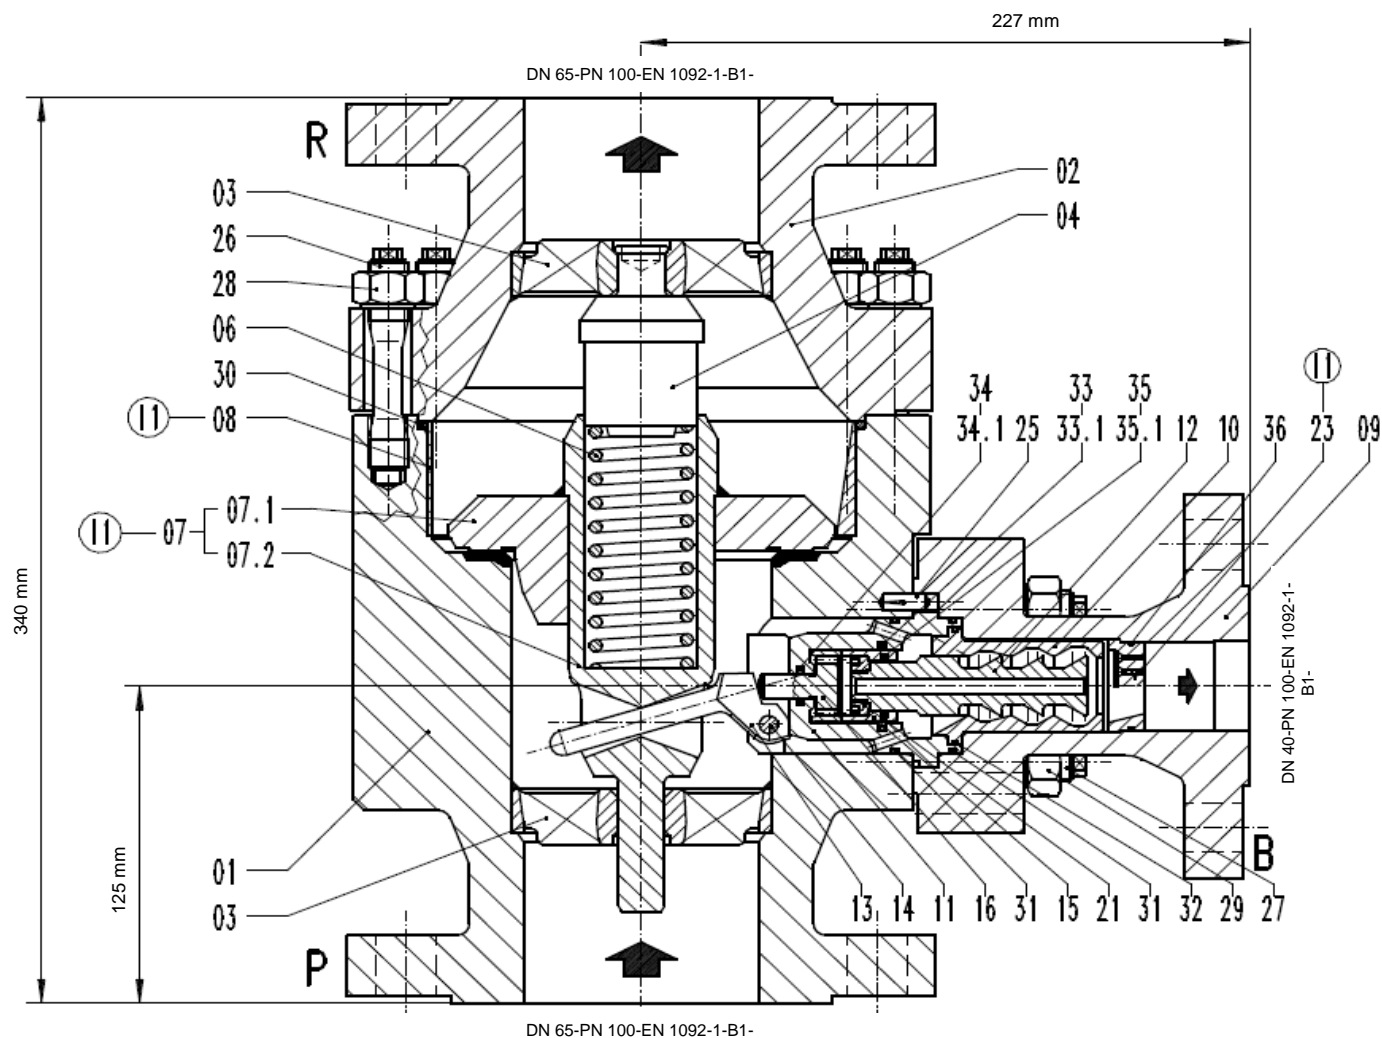 227 mm
DN 65-PN 100-EN 1092-1-B1-
R
03
02
26
04
28
06
30
11
08
34 33 35
11
34.1 25 33.1 35.1 12 10 36 23 09
11 07 07.1
07.2
340 mm
DN 40-PN 100-EN 1092-1-
B1-
125 mm
01
03
B
13 14 11 16 31 15 21 31 32 29 27
P
DN 65-PN 100-EN 1092-1-B1-